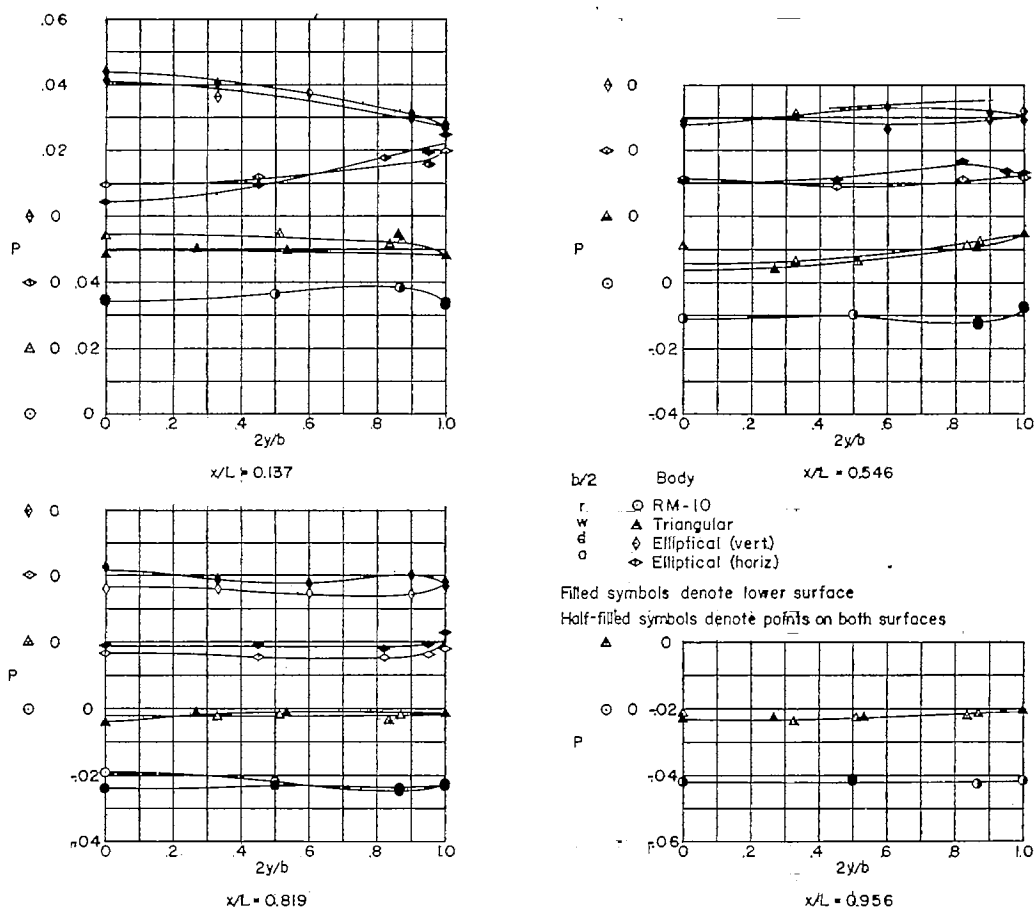 .06
.04
.02
0
P
0
.04
0 .02
0
0 .2 .4 .6 .8 1.0
2y/b
x/L = 0.137
0
0
0
P
0 0
-.02
-.04
0 .2 .4 .6 .8 1.0
2y/b
x/L = 0.546
b/2 Body
r RM-10
w Triangular
d Elliptical (vert.)
a Elliptical (horiz)
Filled symbols denote lower surface
Half-filled symbols denote points on both surfaces
0
0
0
P
0 0
-.02
-.04
0 .2 .4 .6 .8 1.0
2y/b
x/L = 0.819
0 0
0 -.02
P
-.04
-.06
0 .2 .4 .6 .8 1.0
2y/b
x/L = 0.956